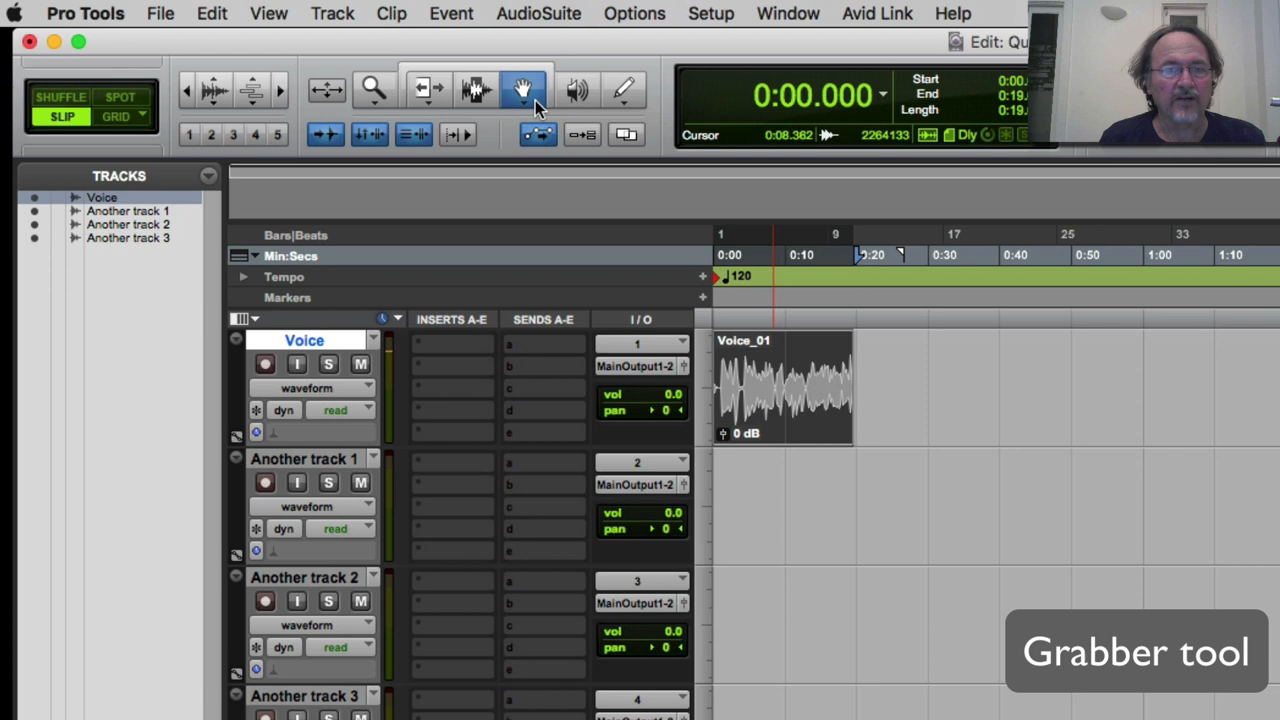 Pro Tools File Edit View Track Clip Event AudioSuite Options Setup Window Avid Link Help
Edit: Qu
SHUFFLE SPOT
SLIP GRID
1 2 3 4 5
0:00.000
Start 0:00.
End 0:19.
Length 0:19.
Cursor 0:08.362 2264133 Dly
TRACKS
Voice
Another track 1
Another track 2
Another track 3
Bars|Beats 1 9 17 25 33
Min:Secs 0:00 0:10 0:20 0:30 0:40 0:50 1:00 1:10
Tempo + 120
Markers +
INSERTS A-E SENDS A-E I / O
Voice a 1
I S M b MainOutput1-2
waveform c vol 0.0
dyn read d pan 0
e
Voice_01
0 dB
Another track 1 a 2
I S M b MainOutput1-2
waveform c vol 0.0
dyn read d pan 0
e
Another track 2 a 3
I S M b MainOutput1-2
waveform c vol 0.0
dyn read d pan 0
e
Another track 3 a 4
Grabber tool